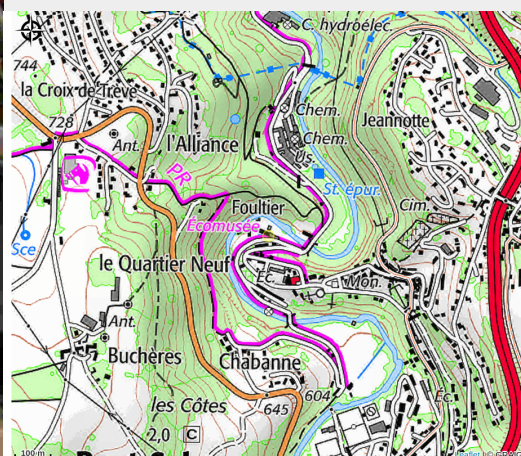 C. hydroélec.
744
la Croix de Trève
Chem.
728
Jeannotte
Ant.
l'Alliance
Chem.
Us.
PR
St. épur.
Foultier
Cim.
Écomusée
Sce
le Quartier Neuf
Éc.
Mon.
Ant.
Buchères
Chabanne
604
Éc.
les Côtes
645
2,0
C
100 m
Leaflet